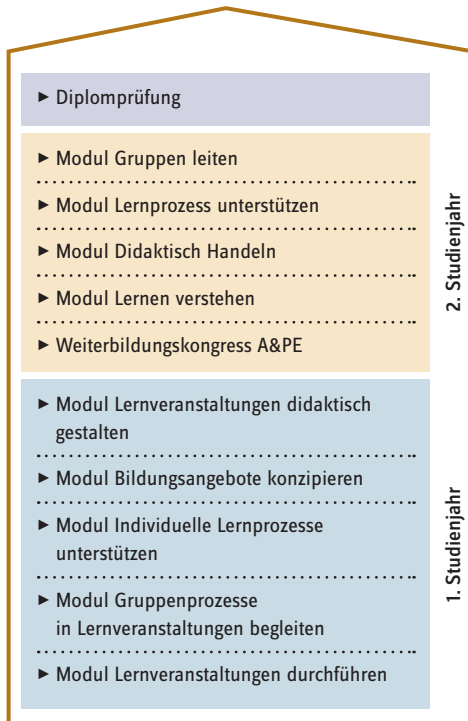 ► Diplomprüfung
► Modul Gruppen leiten
► Modul Lernprozess unterstützen
► Modul Didaktisch Handeln
► Modul Lernen verstehen
► Weiterbildungskongress A&PE
2. Studienjahr
► Modul Lernveranstaltungen didaktisch
gestalten
► Modul Bildungsangebote konzipieren
► Modul Individuelle Lernprozesse
unterstützen
► Modul Gruppenprozesse
in Lernveranstaltungen begleiten
► Modul Lernveranstaltungen durchführen
1. Studienjahr